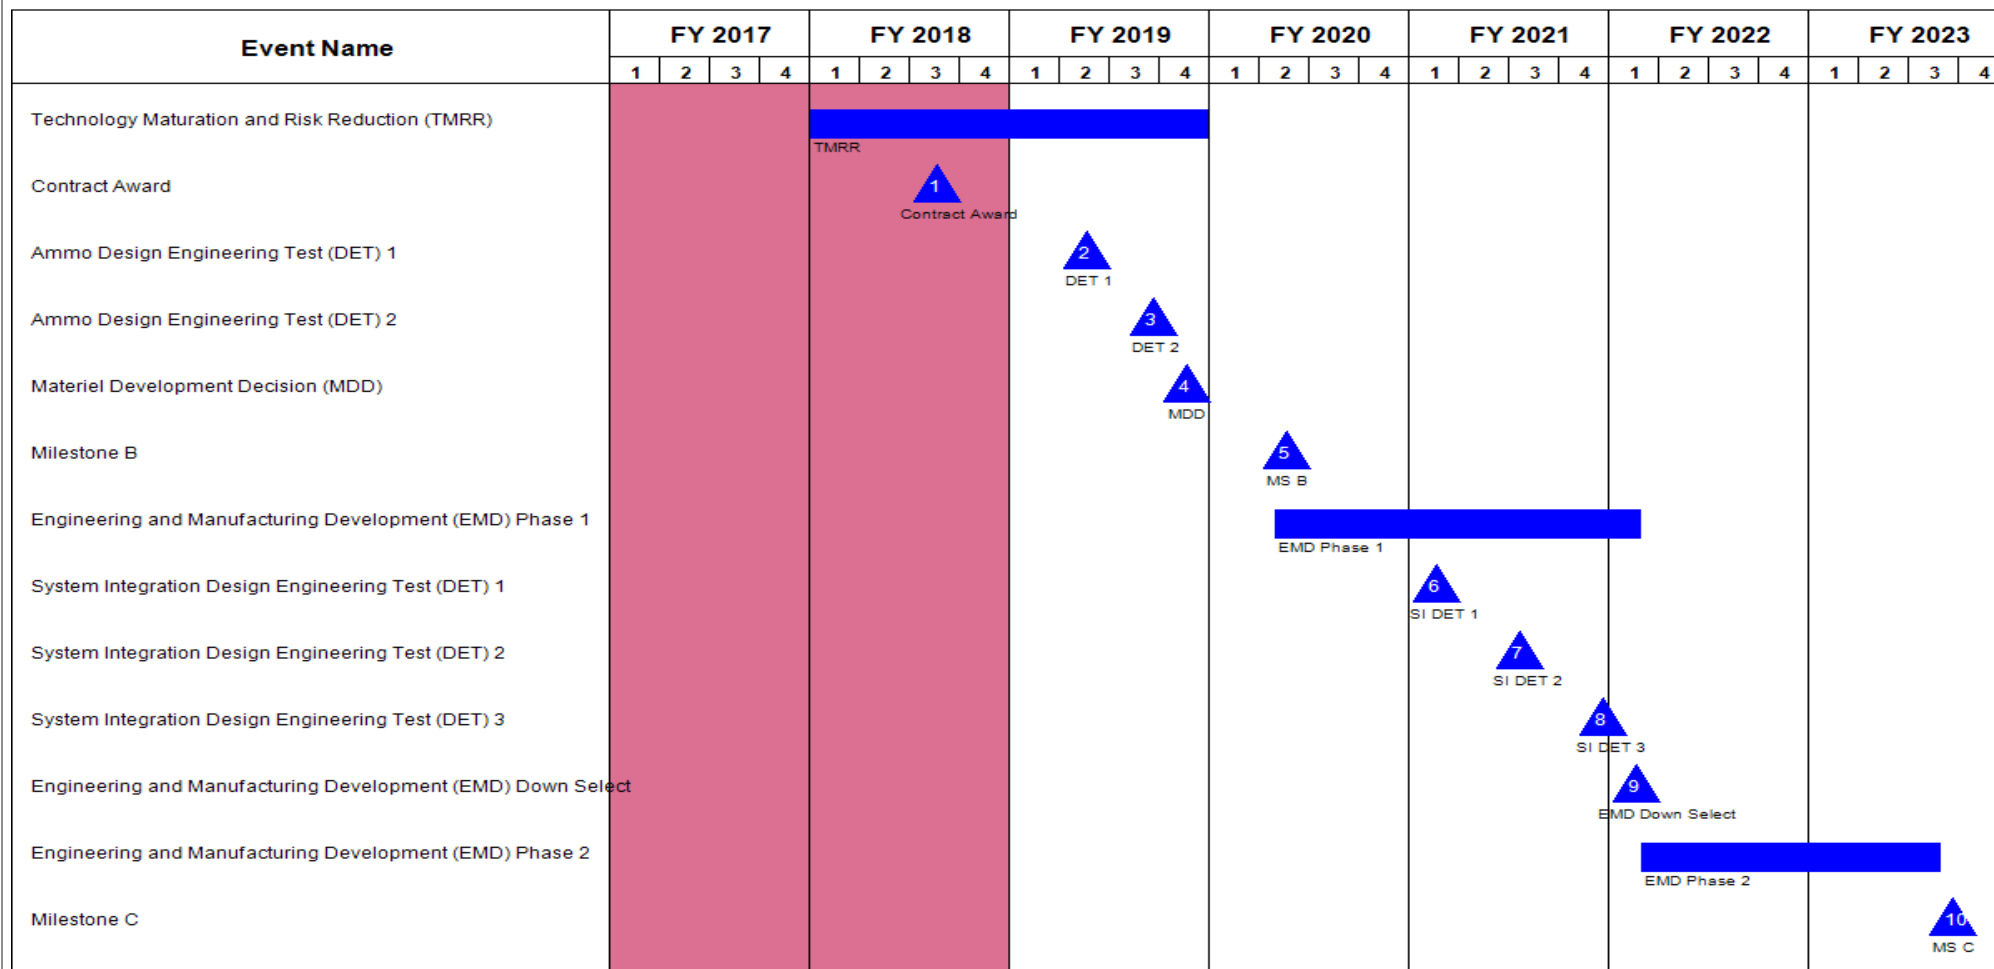 Event Name FY 2017 FY 2018 FY 2019 FY 2020 FY 2021 FY 2022 FY 2023
1 2 3 4 1 2 3 4 1 2 3 4 1 2 3 4 1 2 3 4 1 2 3 4 1 2 3 4
Technology Maturation and Risk Reduction (TMRR)
TMRR
Contract Award 1
Contract Award
Ammo Design Engineering Test (DET) 1 2
DET 1
Ammo Design Engineering Test (DET) 2 3
DET 2
Materiel Development Decision (MDD) 4
MDD
Milestone B 5
MS B
Engineering and Manufacturing Development (EMD) Phase 1
EMD Phase 1
System Integration Design Engineering Test (DET) 1 6
SI DET 1
System Integration Design Engineering Test (DET) 2 7
SI DET 2
System Integration Design Engineering Test (DET) 3 8
SI DET 3
Engineering and Manufacturing Development (EMD) Down Select 9
EMD Down Select
Engineering and Manufacturing Development (EMD) Phase 2
EMD Phase 2
Milestone C 10
MS C